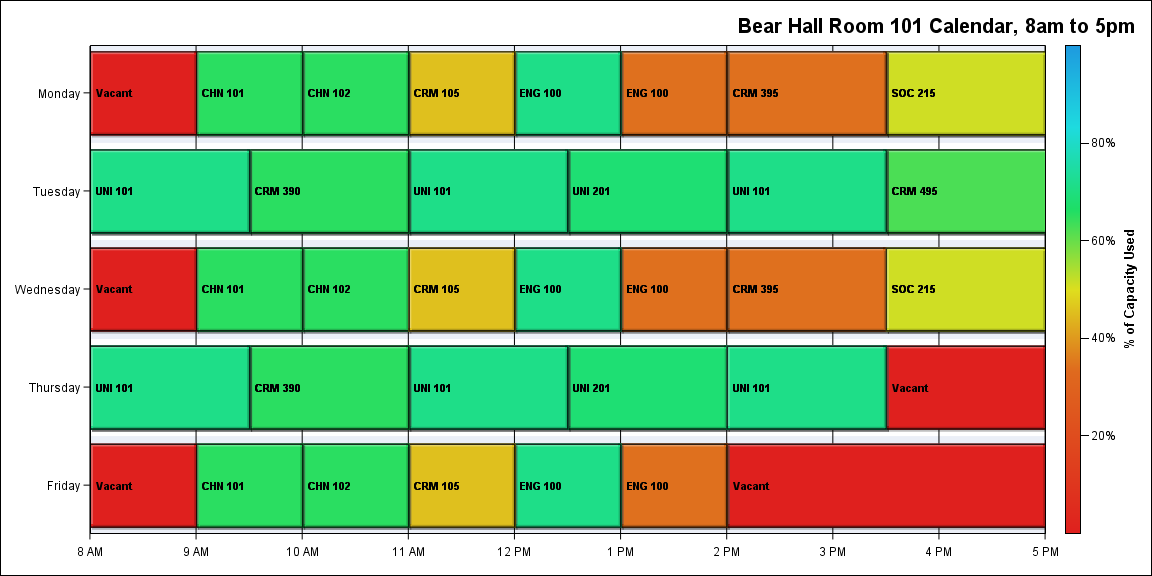 Bear Hall Room 101 Calendar, 8am to 5pm
Monday
Vacant
CHN 101
CHN 102
CRM 105
ENG 100
ENG 100
CRM 395
SOC 215
Tuesday
UNI 101
CRM 390
UNI 101
UNI 201
UNI 101
CRM 495
Wednesday
Vacant
CHN 101
CHN 102
CRM 105
ENG 100
ENG 100
CRM 395
SOC 215
Thursday
UNI 101
CRM 390
UNI 101
UNI 201
UNI 101
Vacant
Friday
Vacant
CHN 101
CHN 102
CRM 105
ENG 100
ENG 100
Vacant
8 AM
9 AM
10 AM
11 AM
12 PM
1 PM
2 PM
3 PM
4 PM
5 PM
80%
60%
40%
20%
% of Capacity Used